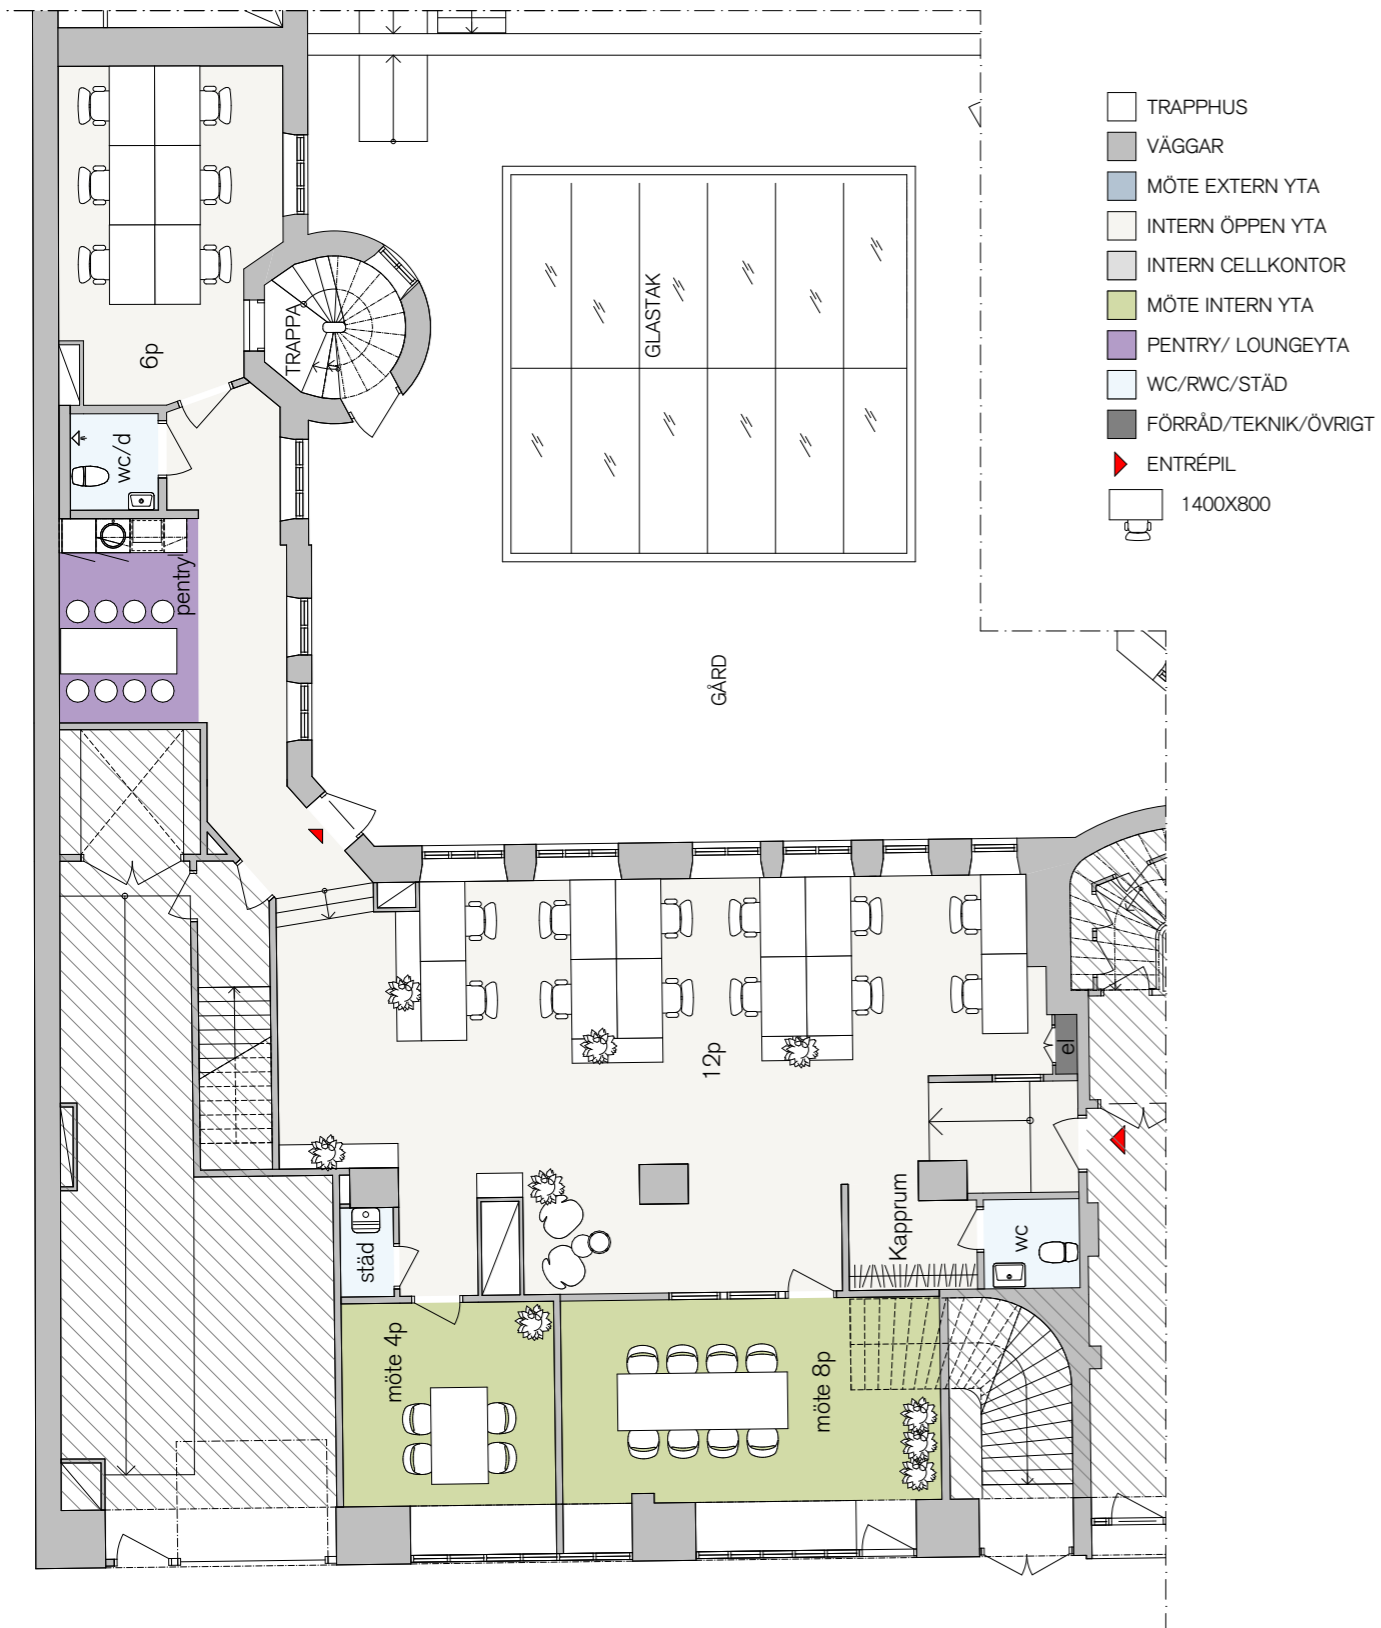 TRAPPHUS
VÄGGAR
MÖTE EXTERN YTA
INTERN ÖPPEN YTA
INTERN CELLKONTOR
MÖTE INTERN YTA
PENTRY/ LOUNGEYTA
WC/RWC/STÄD
FÖRRÅD/TEKNIK/ÖVRIGT
ENTRÉPIL
1400X800
6p
TRAPPA
GLASTAK
wc/d
pentry
GÅRD
12p
el
Kapprum
wc
städ
möte 4p
möte 8p